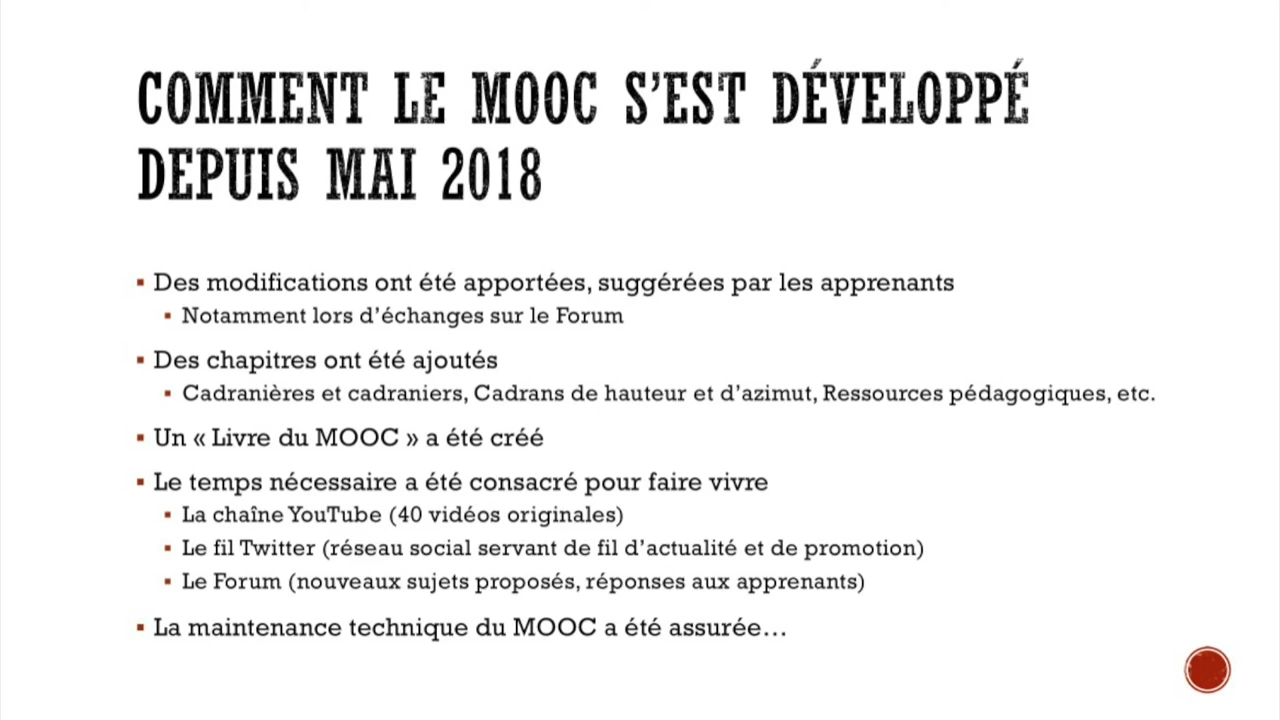 COMMENT LE MOOC S'EST DÉVELOPPÉ
DEPUIS MAI 2018
▪ Des modifications ont été apportées, suggérées par les apprenants
▪ Notamment lors d'échanges sur le Forum
▪ Des chapitres ont été ajoutés
▪ Cadranières et cadraniers, Cadrans de hauteur et d'azimut, Ressources pédagogiques, etc.
▪ Un « Livre du MOOC » a été créé
▪ Le temps nécessaire a été consacré pour faire vivre
▪ La chaîne YouTube (40 vidéos originales)
▪ Le fil Twitter (réseau social servant de fil d'actualité et de promotion)
▪ Le Forum (nouveaux sujets proposés, réponses aux apprenants)
▪ La maintenance technique du MOOC a été assurée…